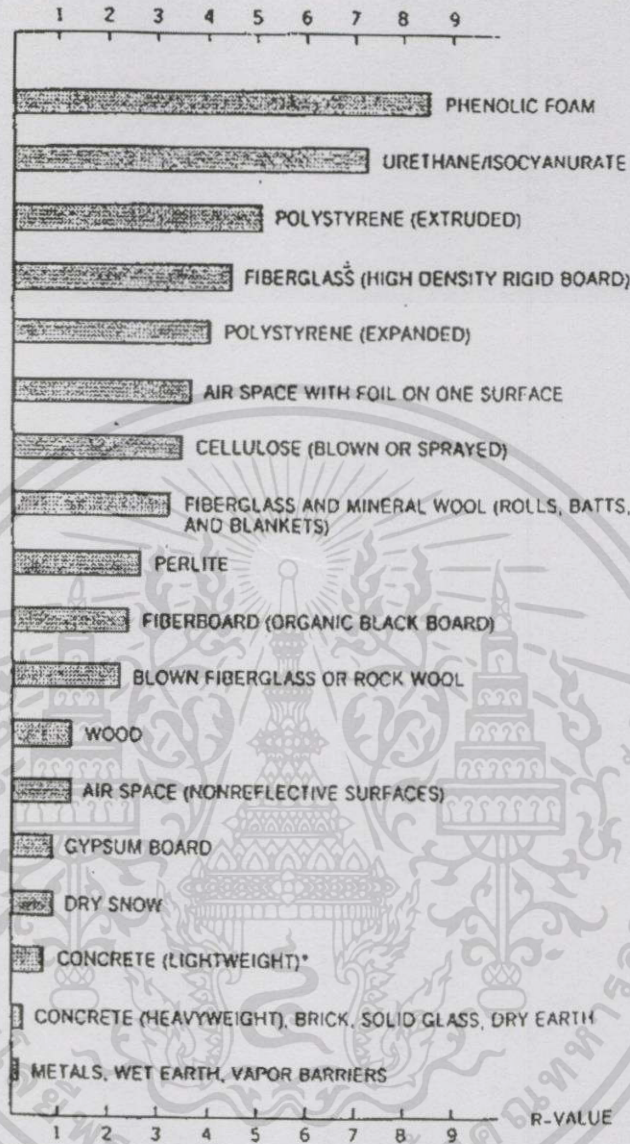 1 2 3 4 5 6 7 8 9
PHENOLIC FOAM
URETHANE/ISOCYANURATE
POLYSTYRENE (EXTRUDED)
FIBERGLASS (HIGH DENSITY RIGID BOARD)
POLYSTYRENE (EXPANDED)
AIR SPACE WITH FOIL ON ONE SURFACE
CELLULOSE (BLOWN OR SPRAYED)
FIBERGLASS AND MINERAL WOOL (ROLLS, BATTS,
AND BLANKETS)
PERLITE
FIBERBOARD (ORGANIC BLACK BOARD)
BLOWN FIBERGLASS OR ROCK WOOL
WOOD
AIR SPACE (NONREFLECTIVE SURFACES)
GYPSUM BOARD
DRY SNOW
CONCRETE (LIGHTWEIGHT)*
CONCRETE (HEAVYWEIGHT), BRICK, SOLID GLASS, DRY EARTH
METALS, WET EARTH, VAPOR BARRIERS
R-VALUE
1 2 3 4 5 6 7 8 9